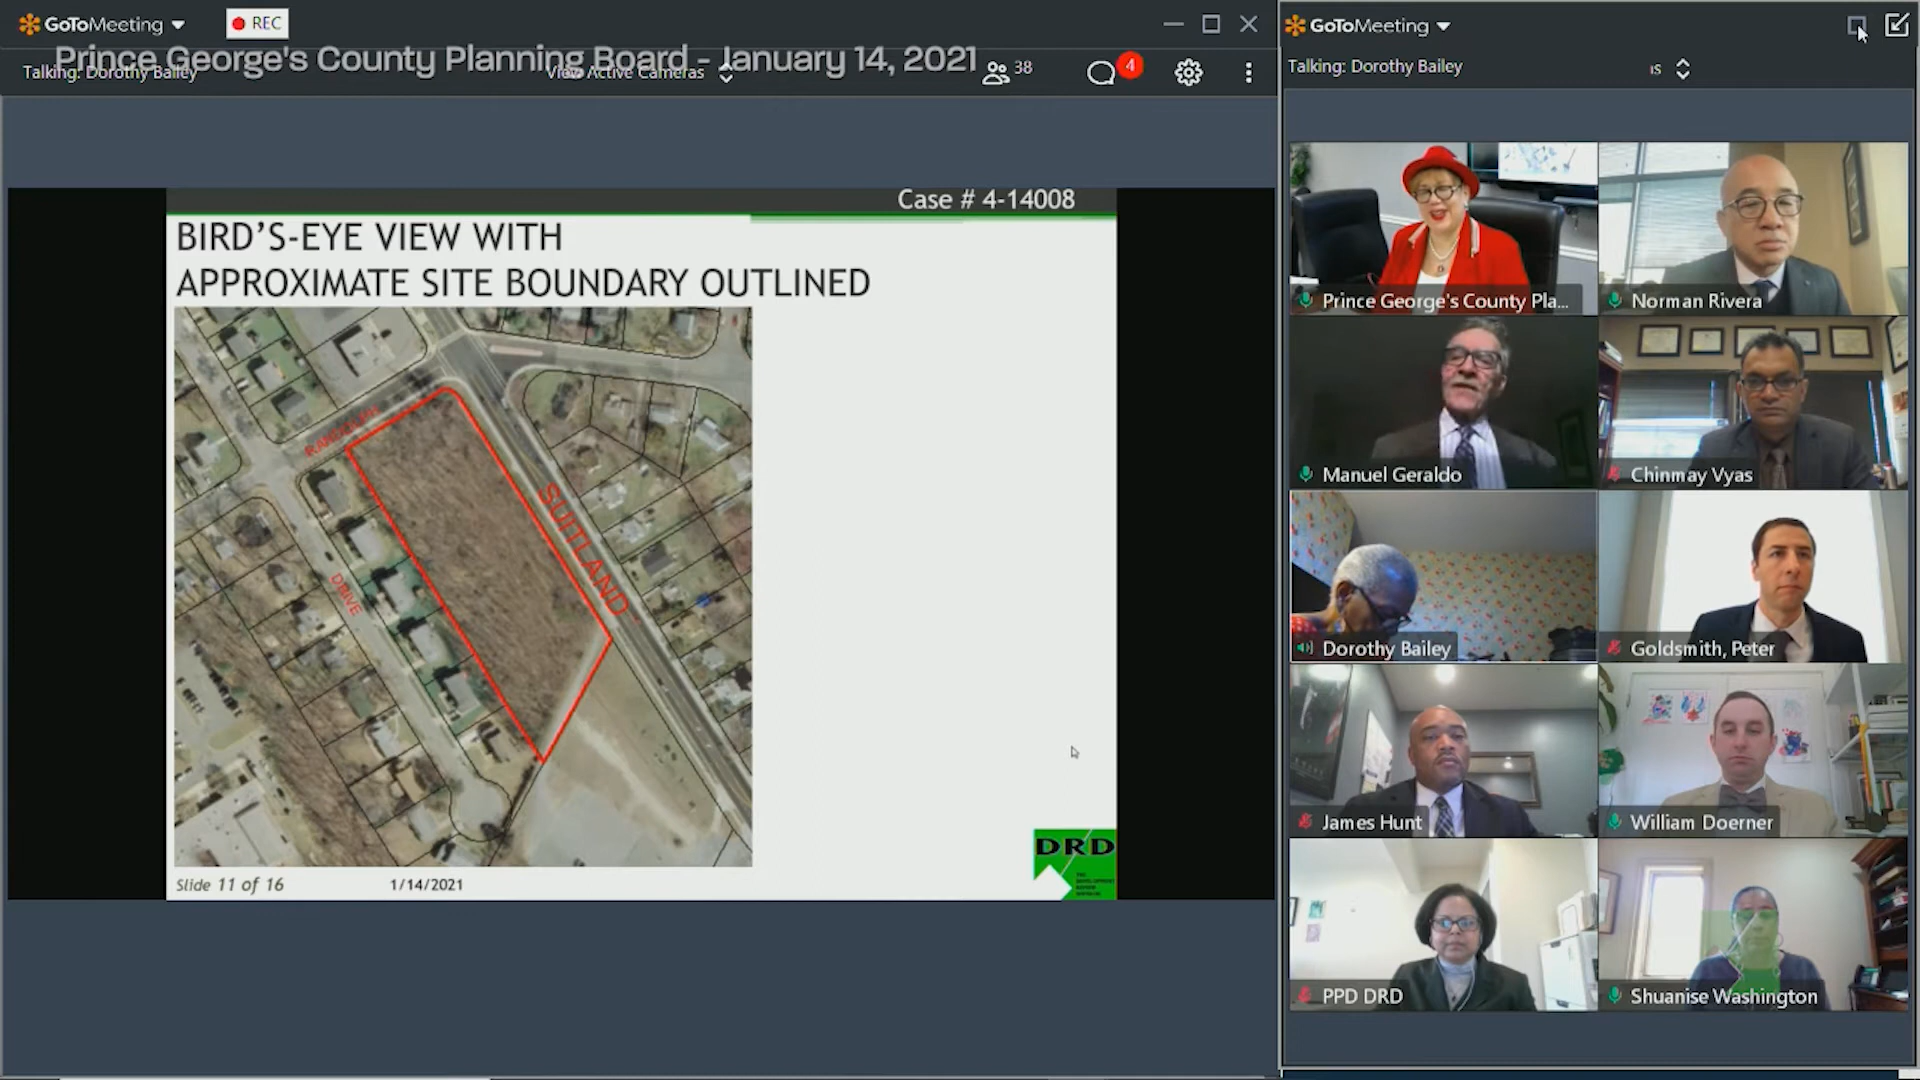 GoToMeeting
REC
Prince George's County Planning Board - January 14, 2021
Talking: Dorothy Bailey
View Active Cameras
38
4
Case # 4-14008
BIRD'S-EYE VIEW WITH
APPROXIMATE SITE BOUNDARY OUTLINED
RANDOLPH
SUITLAND
DRIVE
DRD
Slide 11 of 16
1/14/2021
GoToMeeting
Talking: Dorothy Bailey
Prince George's County Pla...
Norman Rivera
Manuel Geraldo
Chinmay Vyas
Dorothy Bailey
Goldsmith, Peter
James Hunt
William Doerner
PPD DRD
Shuanise Washington